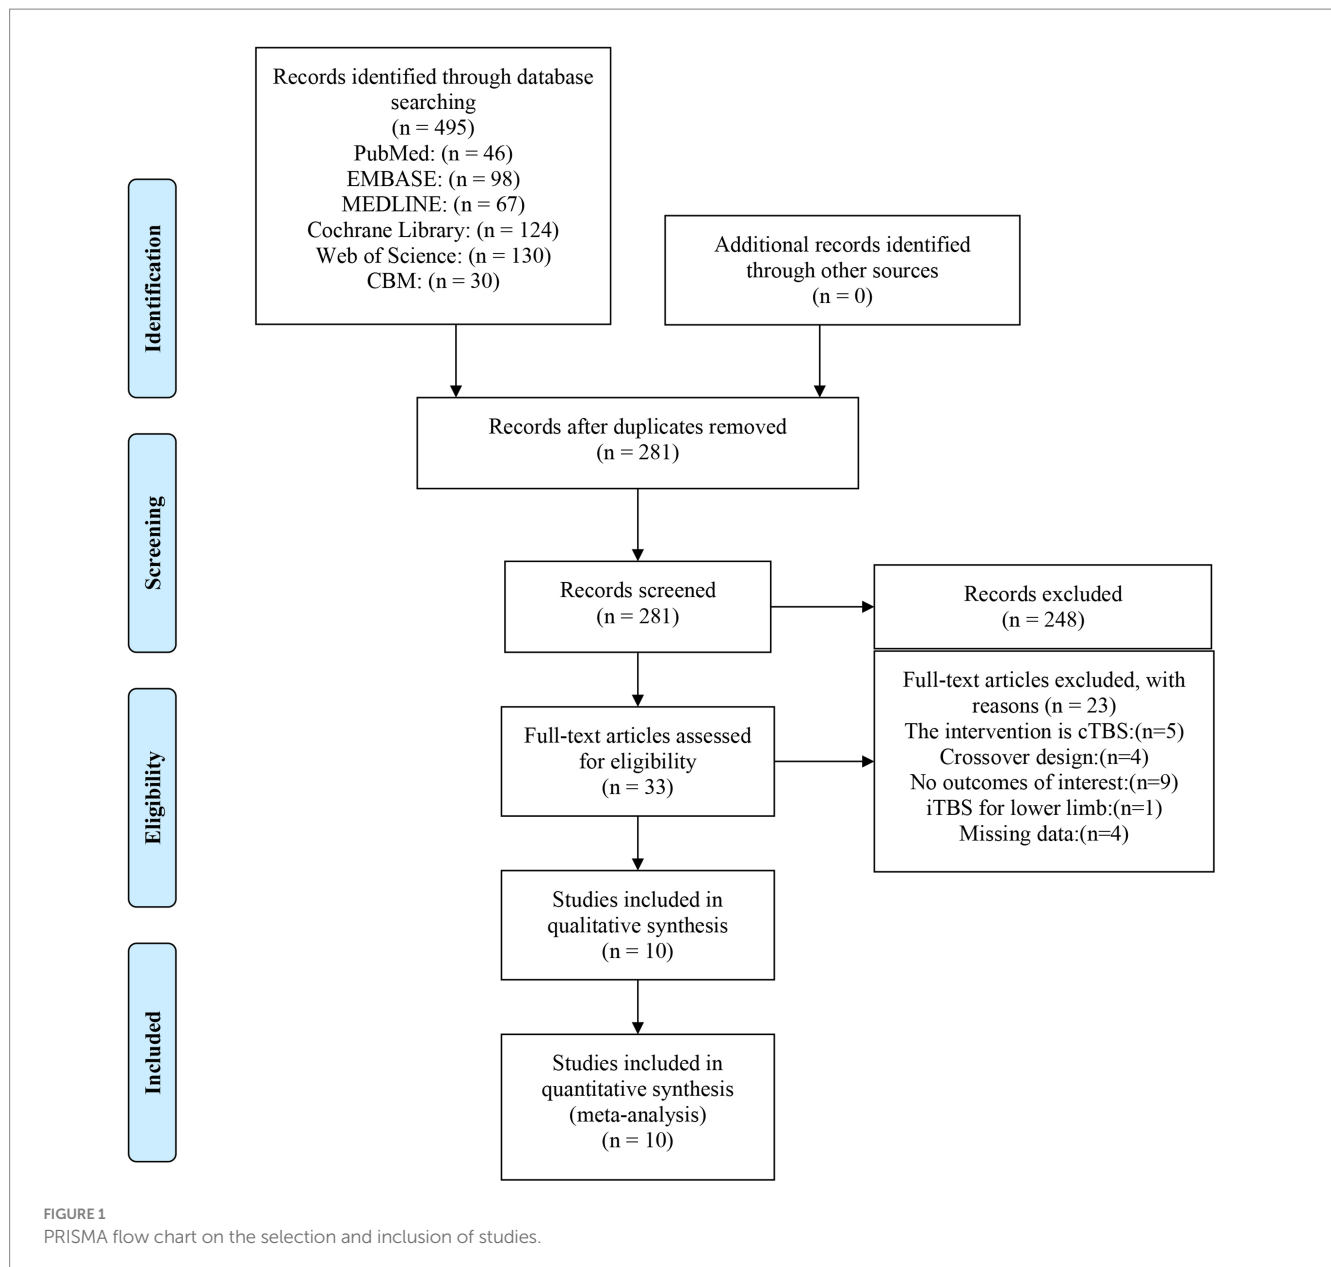 Records identified through database
searching
(n = 495)
PubMed: (n = 46)
EMBASE: (n = 98)
MEDLINE: (n = 67)
Cochrane Library: (n = 124)
Web of Science: (n = 130)
CBM: (n = 30)
Additional records identified
through other sources
(n = 0)
Identification
Records after duplicates removed
(n = 281)
Screening
Records screened
(n = 281)
Records excluded
(n = 248)
Eligibility
Full-text articles assessed
for eligibility
(n = 33)
Full-text articles excluded, with
reasons (n = 23)
The intervention is cTBS:(n=5)
Crossover design:(n=4)
No outcomes of interest:(n=9)
iTBS for lower limb:(n=1)
Missing data:(n=4)
Studies included in
qualitative synthesis
(n = 10)
Included
Studies included in
quantitative synthesis
(meta-analysis)
(n = 10)
FIGURE 1
PRISMA flow chart on the selection and inclusion of studies.